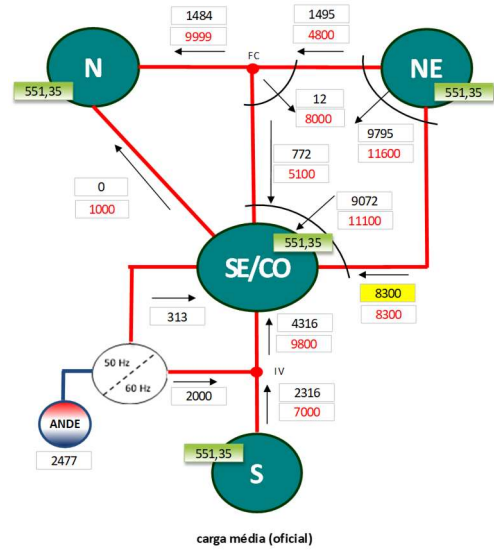 1484
9999
1495
4800
FC
N
NE
551,35
551,35
12
8000
9795
11600
772
5100
0
1000
9072
11100
551,35
SE/CO
8300
8300
313
4316
9800
50 Hz
60 Hz
IV
2000
2316
7000
ANDE
2477
551,35
S
carga média (oficial)